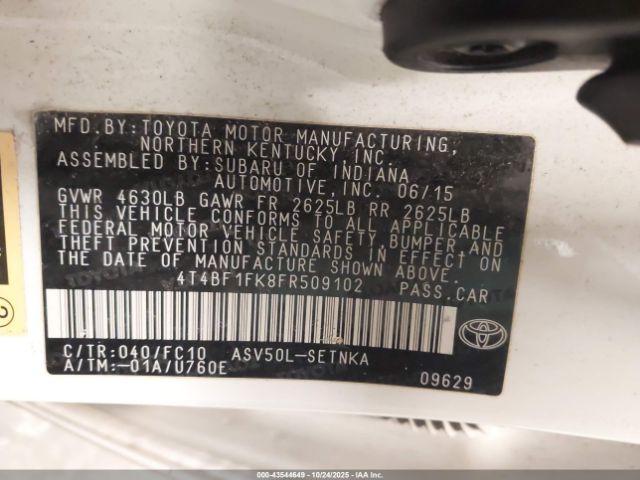 MFD.BY:TOYOTA MOTOR MANUFACTURING,
NORTHERN KENTUCKY,INC.
ASSEMBLED BY:SUBARU OF INDIANA
AUTOMOTIVE,INC. 06/15
GVWR 4630LB GAWR FR 2625LB RR 2625LB
THIS VEHICLE CONFORMS TO ALL APPLICABLE
FEDERAL MOTOR VEHICLE SAFETY,BUMPER,AND
THEFT PREVENTION STANDARDS IN EFFECT ON
THE DATE OF MANUFACTURE SHOWN ABOVE.
4T4BF1FK8FR509102 PASS.CAR
C/TR:040/FC10 ASV50L-SETNKA
A/TM:-01A/U760E
09629
2
000-43544649 10/24/2025 IAAI.COM